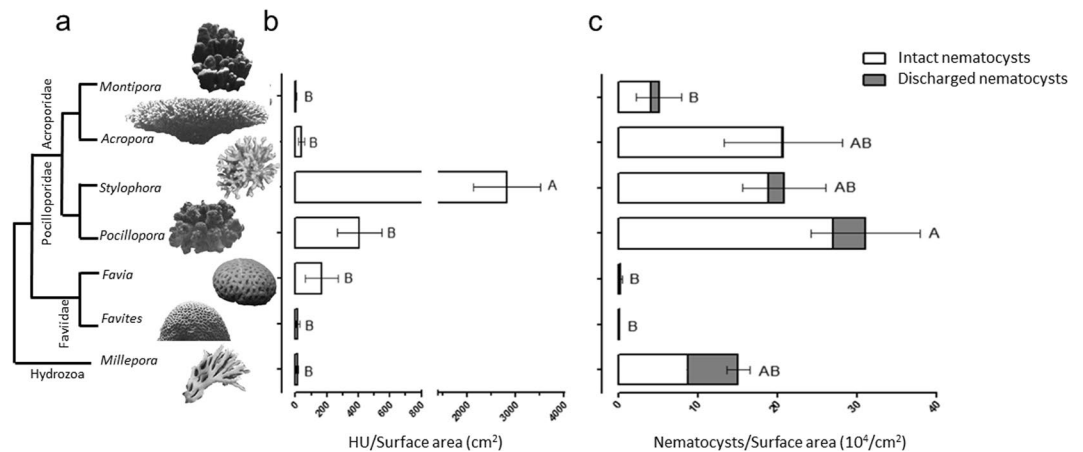 a
b
c
Acroporidae
Pocilloporidae
Faviidae
Hydrozoa
Montipora
Acropora
Stylophora
Pocillopora
Favia
Favites
Millepora
B
B
A
B
B
B
B
0 200 400 600 800 2000 3000 4000
HU/Surface area (cm²)
Intact nematocysts
Discharged nematocysts
B
AB
AB
A
B
B
AB
0 10 20 30 40
Nematocysts/Surface area (10⁴/cm²)